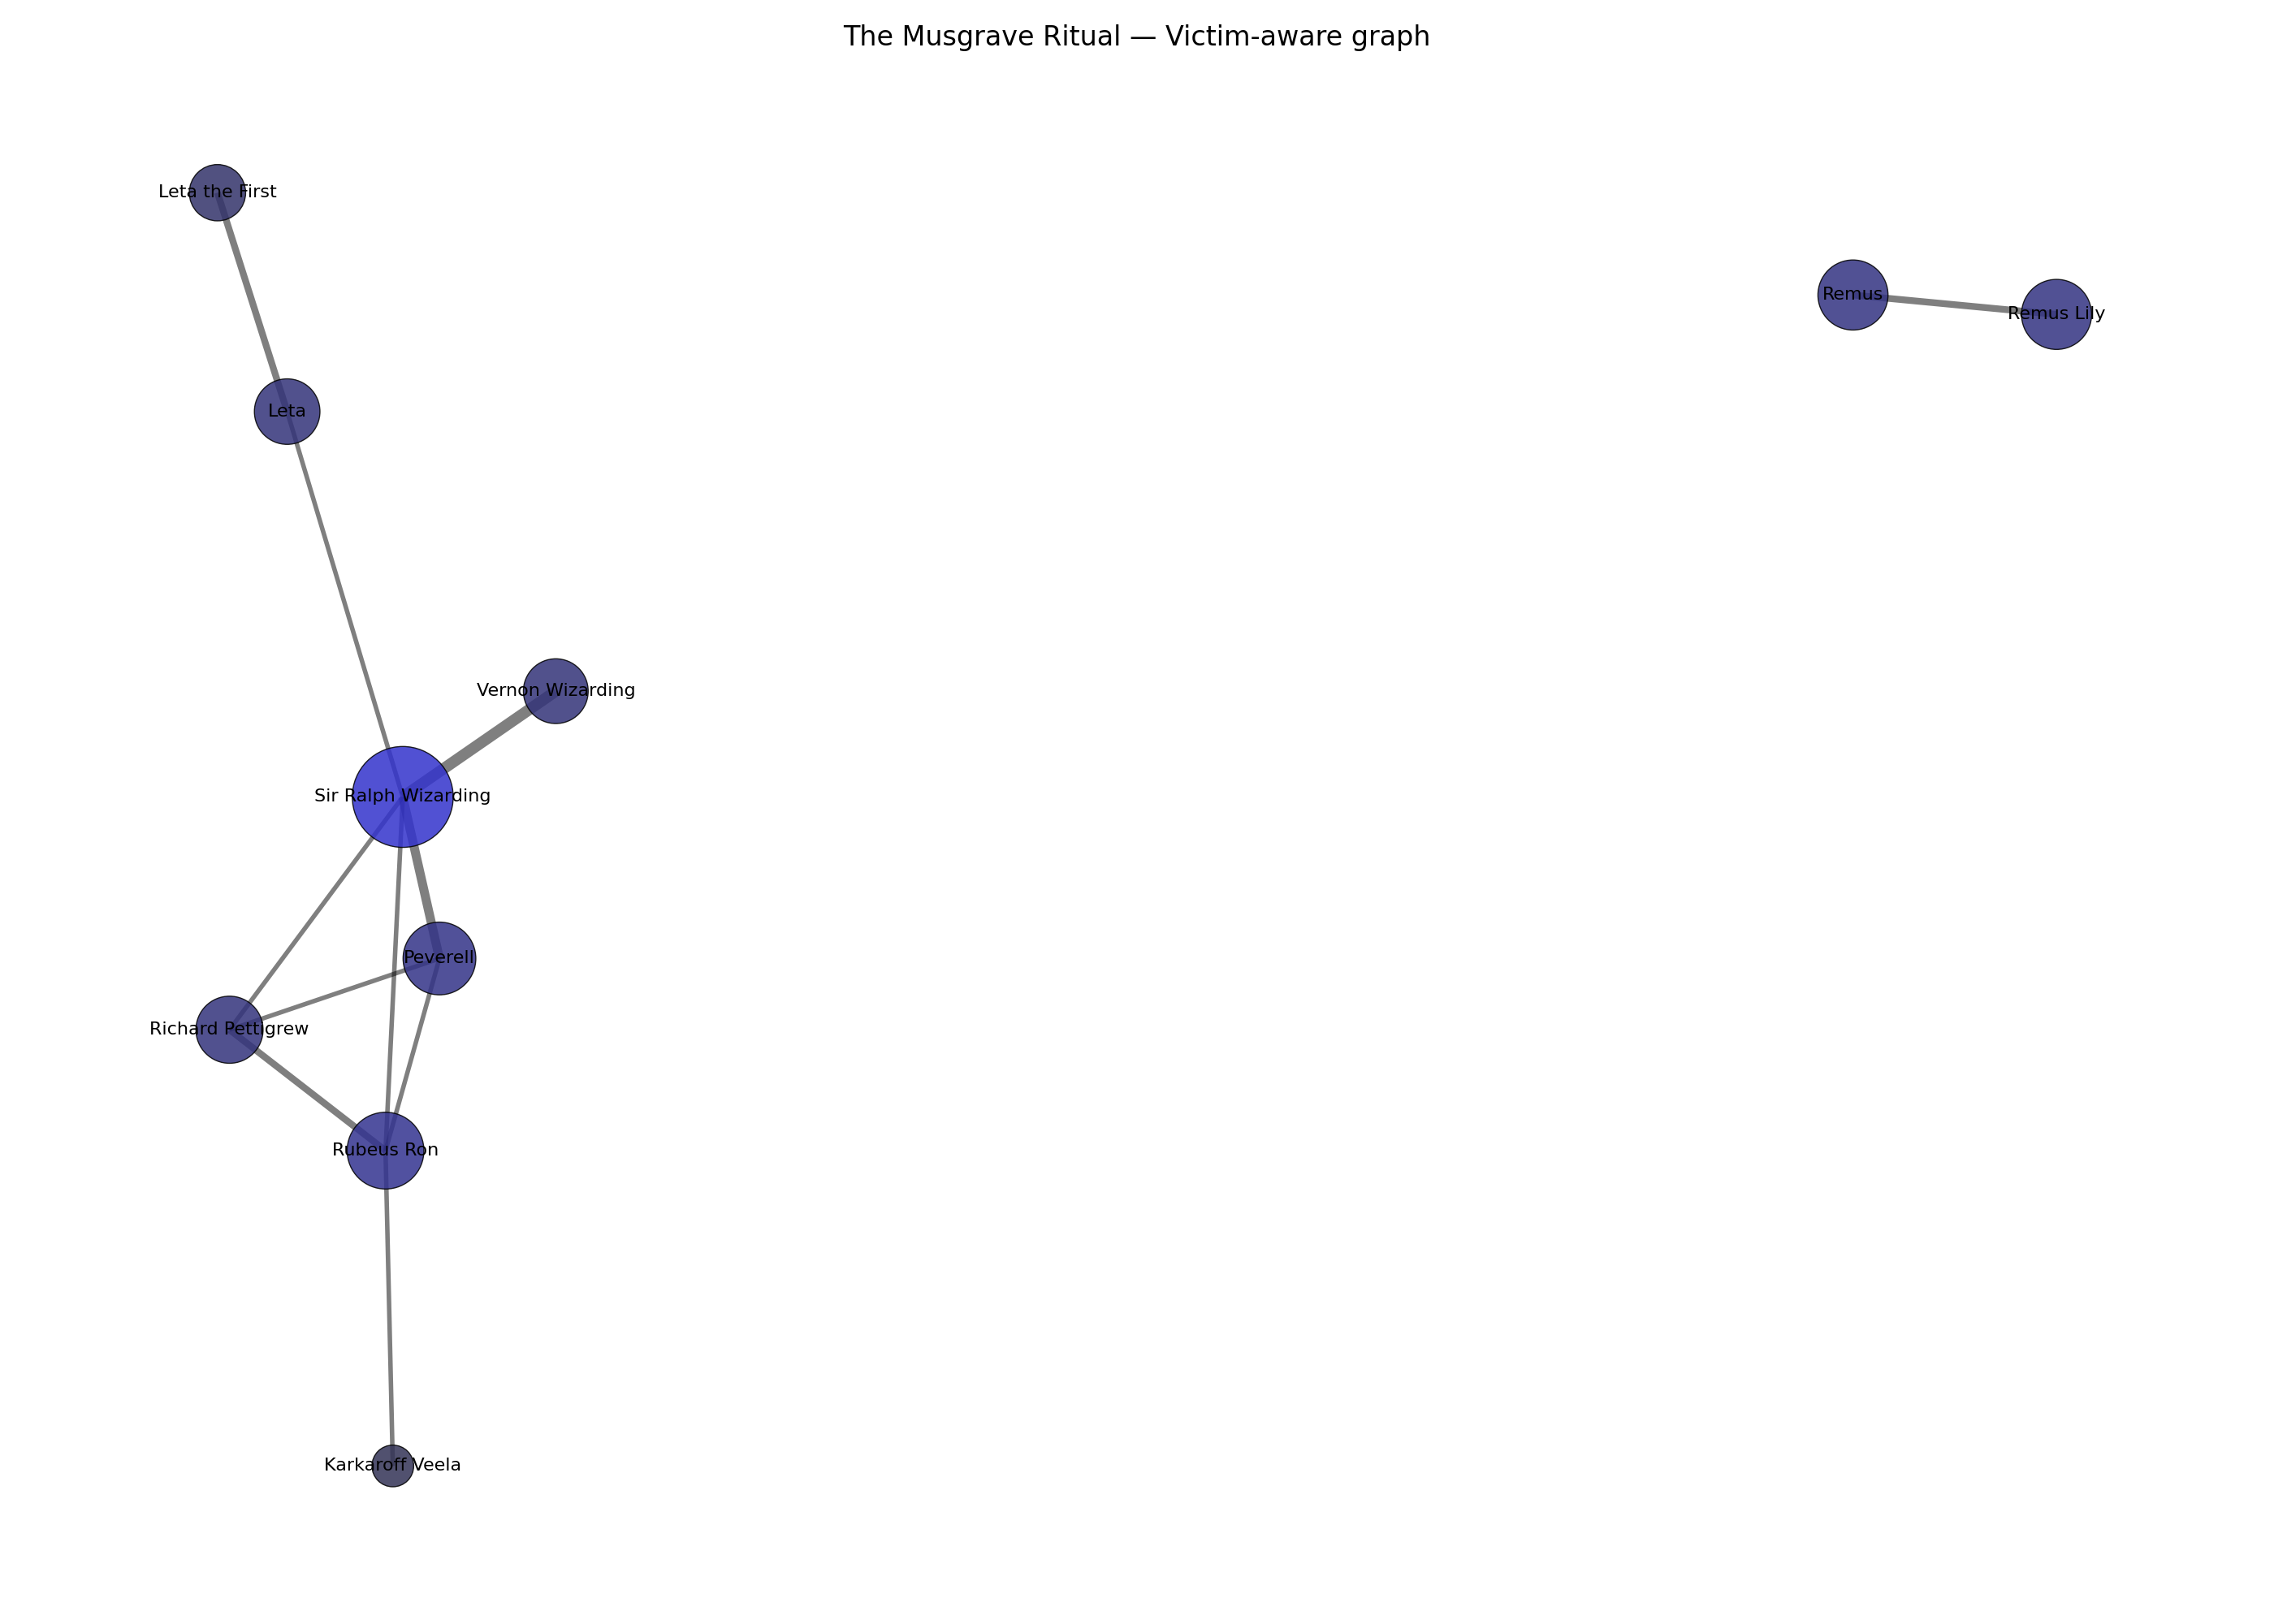 The Musgrave Ritual — Victim-aware graph
Leta the First
Remus
Remus Lily
Leta
Vernon Wizarding
Sir Ralph Wizarding
Peverell
Richard Pettigrew
Rubeus Ron
Karkaroff Veela